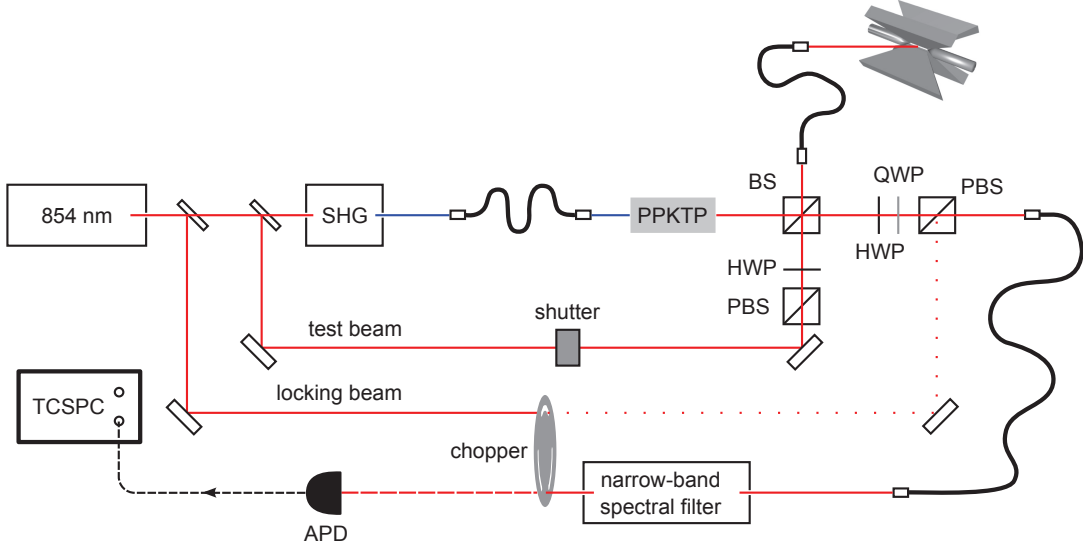 BS
QWP
PBS
854 nm
SHG
PPKTP
HWP
HWP
PBS
shutter
test beam
locking beam
TCSPC
chopper
narrow-band
spectral filter
APD